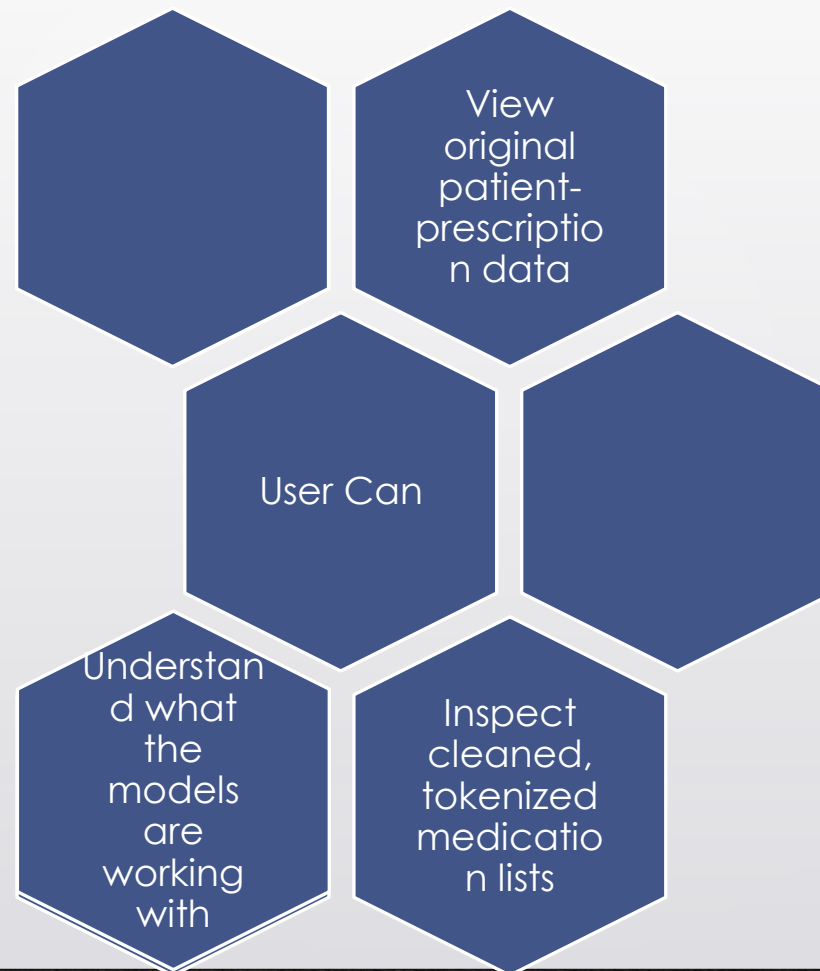 View
original
patient-
prescriptio
n data
User Can
Understan
d what
the
models
are
working
with
Inspect
cleaned,
tokenized
medicatio
n lists